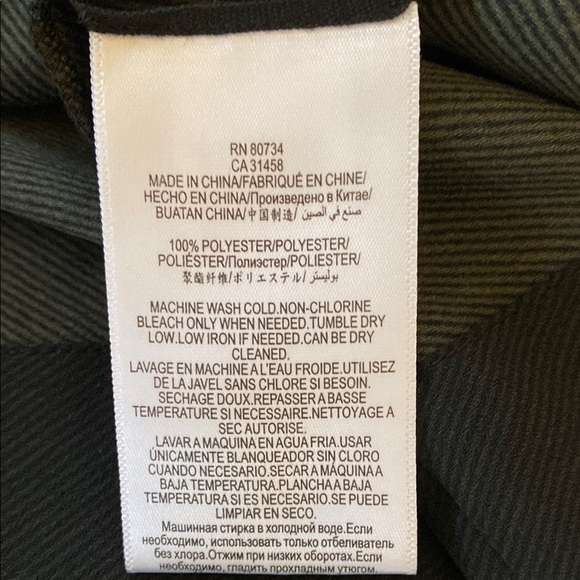 RN 80734
CA 31458
MADE IN CHINA/FABRIQUÉ EN CHINE/
HECHO EN CHINA/Произведено в Китае/
BUATAN CHINA/中国制造/ صنع في الصين
100% POLYESTER/POLYESTER/
POLIÉSTER/Полиэстер/POLIESTER/
聚酯纤维/ポリエステル/ بوليستر
MACHINE WASH COLD.NON-CHLORINE
BLEACH ONLY WHEN NEEDED.TUMBLE DRY
LOW.LOW IRON IF NEEDED.CAN BE DRY
CLEANED.
LAVAGE EN MACHINE A L'EAU FROIDE.UTILISEZ
DE LA JAVEL SANS CHLORE SI BESOIN.
SECHAGE DOUX.REPASSER A BASSE
TEMPERATURE SI NECESSAIRE.NETTOYAGE A
SEC AUTORISE.
LAVAR A MAQUINA EN AGUA FRIA.USAR
ÚNICAMENTE BLANQUEADOR SIN CLORO
CUANDO NECESARIO.SECAR A MÁQUINA A
BAJA TEMPERATURA.PLANCHA A BAJA
TEMPERATURA SI ES NECESARIO.SE PUEDE
LIMPIAR EN SECO.
Машинная стирка в холодной воде.Если
необходимо, использовать только отбеливатель
без хлора.Отжим при низких оборотах.Если
необходимо, гладить прохладным утюгом.